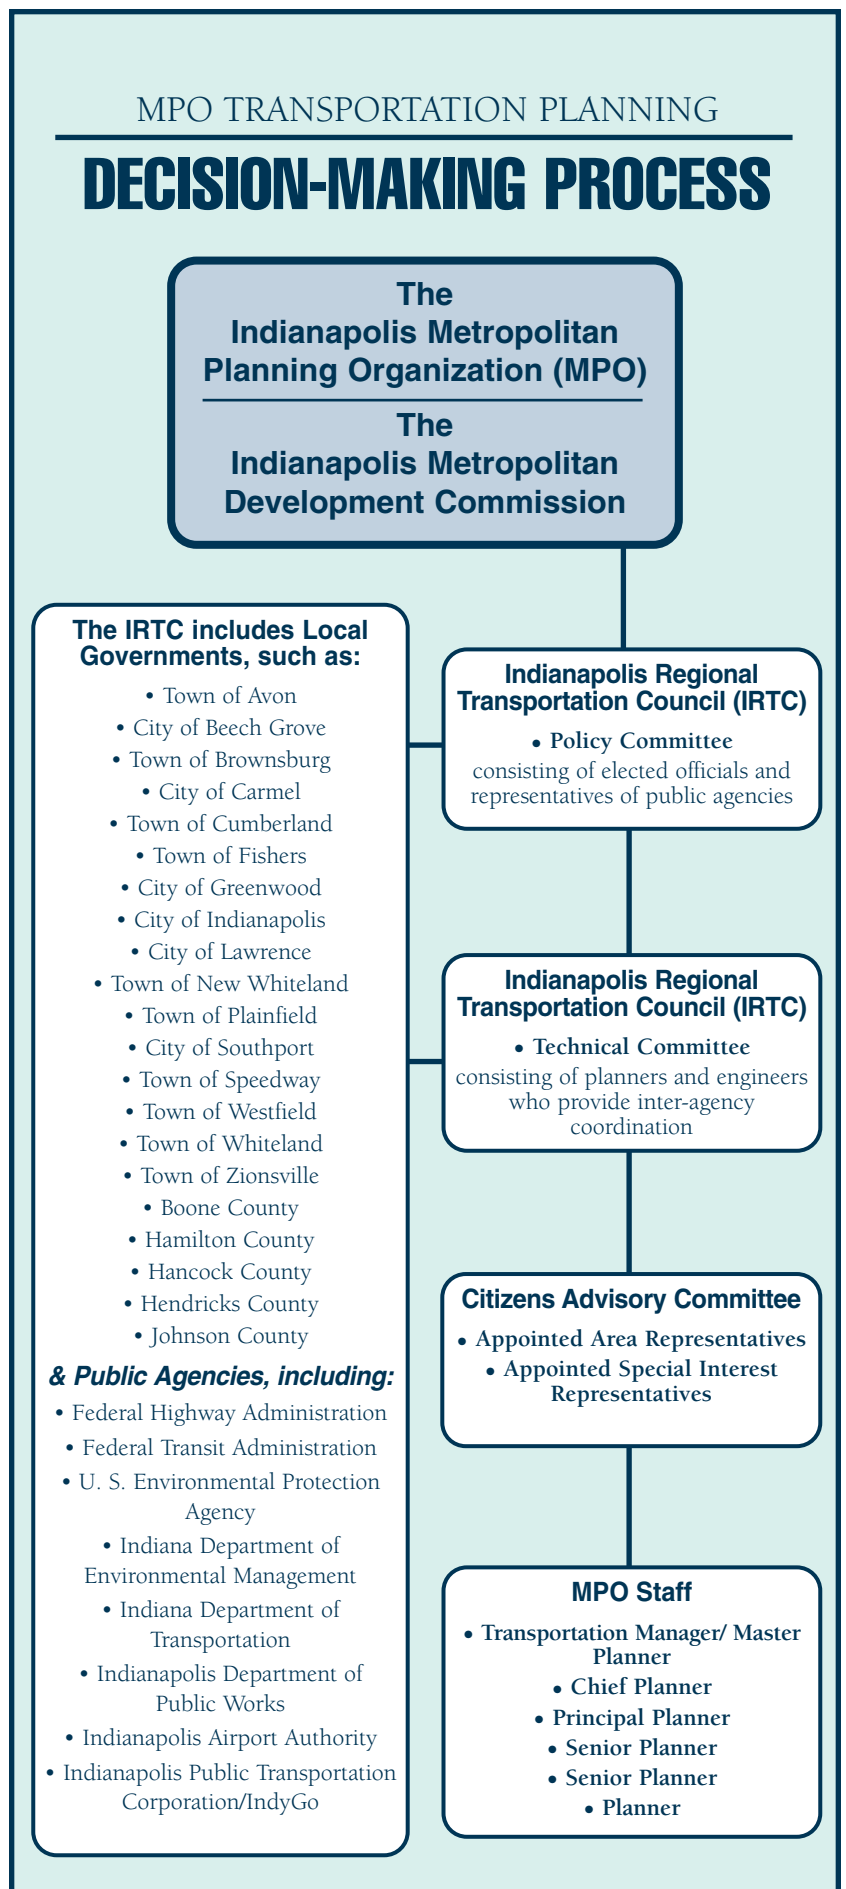 MPO TRANSPORTATION PLANNING
DECISION-MAKING PROCESS
The
Indianapolis Metropolitan
Planning Organization (MPO)
The
Indianapolis Metropolitan
Development Commission
The IRTC includes Local
Governments, such as:
• Town of Avon
• City of Beech Grove
• Town of Brownsburg
• City of Carmel
• Town of Cumberland
• Town of Fishers
• City of Greenwood
• City of Indianapolis
• City of Lawrence
• Town of New Whiteland
• Town of Plainfield
• City of Southport
• Town of Speedway
• Town of Westfield
• Town of Whiteland
• Town of Zionsville
• Boone County
• Hamilton County
• Hancock County
• Hendricks County
• Johnson County
& Public Agencies, including:
• Federal Highway Administration
• Federal Transit Administration
• U. S. Environmental Protection
Agency
• Indiana Department of
Environmental Management
• Indiana Department of
Transportation
• Indianapolis Department of
Public Works
• Indianapolis Airport Authority
• Indianapolis Public Transportation
Corporation/IndyGo
Indianapolis Regional
Transportation Council (IRTC)
• Policy Committee
consisting of elected officials and
representatives of public agencies
Indianapolis Regional
Transportation Council (IRTC)
• Technical Committee
consisting of planners and engineers
who provide inter-agency
coordination
Citizens Advisory Committee
• Appointed Area Representatives
• Appointed Special Interest
Representatives
MPO Staff
• Transportation Manager/ Master
Planner
• Chief Planner
• Principal Planner
• Senior Planner
• Senior Planner
• Planner